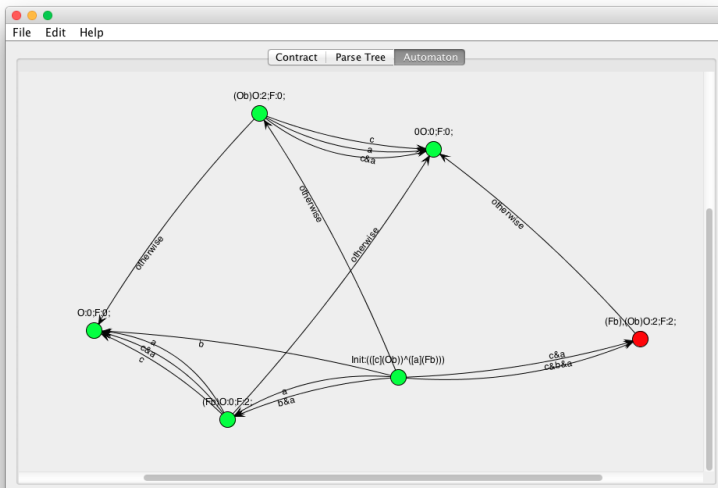 File Edit Help
Contract Parse Tree Automaton
(Ob)O:2;F:0;
0O:0;F:0;
c
a
c&a
otherwise
otherwise
otherwise
otherwise
O:0;F:0;
(Fb);(Ob)O:2;F:2;
b
a
c&a
c
Init:(([c](Ob))^([a](Fb)))
c&a
c&b&a
a
b&a
(Fb)O:0;F:2;